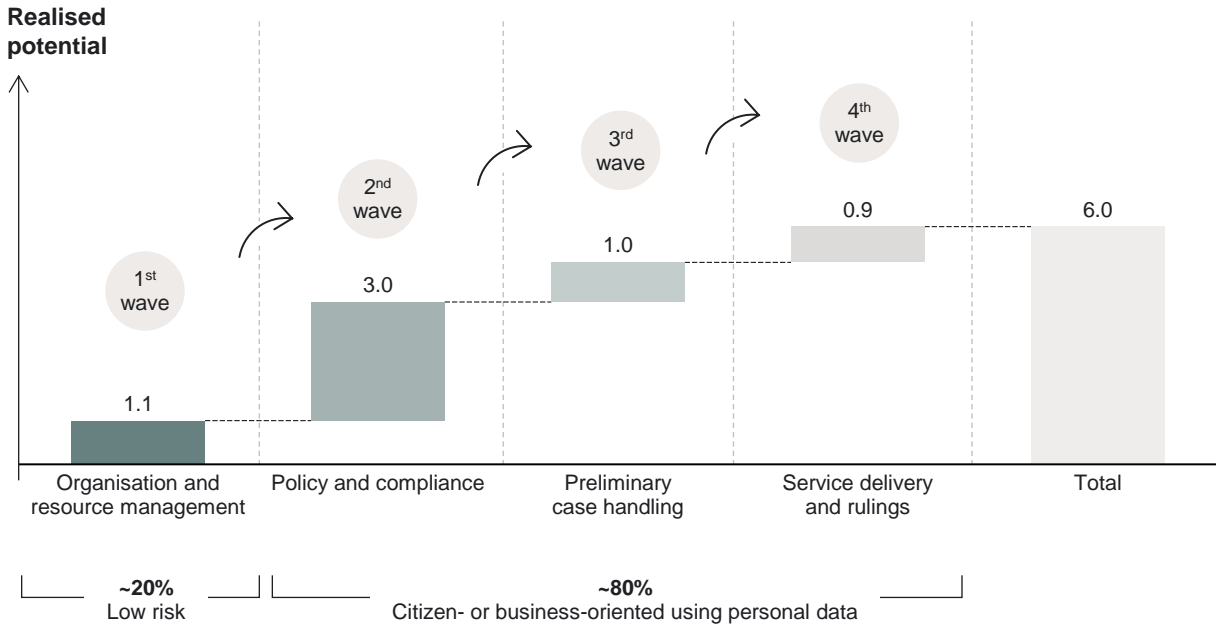 Realised
potential
1st
wave
2nd
wave
3rd
wave
4th
wave
1.1
3.0
1.0
0.9
6.0
Organisation and
resource management
Policy and compliance
Preliminary
case handling
Service delivery
and rulings
Total
~20%
Low risk
~80%
Citizen- or business-oriented using personal data